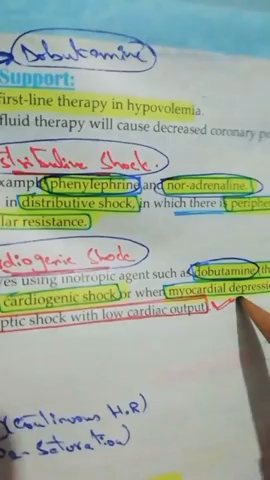 Dobutamine
Support:
first-line therapy in hypovolemia.
fluid therapy will cause decreased coronary p
stributive shock.
xample phenylephrine and nor-adrenaline.
in distributive shock, in which there is periphe
lar resistance.
rdiogenic shock
ves using inotropic agent such as dobutamine th
cardiogenic shock or when myocardial depressi
ptic shock with low cardiac output.
(Continuous H.R)
Saturation)